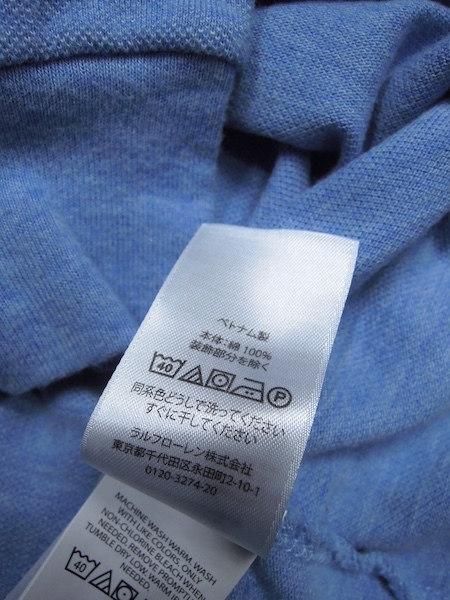 ベトナム製
本体：綿 100%
装飾部分を除く
40 P
同系色どうしで洗ってください
すぐに干してください
ラルフローレン株式会社
東京都千代田区永田町2-10-1
0120-3274-20
MACHINE WASH WARM, WASH
WITH LIKE COLORS, ONLY
NON-CHLORINE BLEACH WHEN
NEEDED, REMOVE PROMPTLY
TUMBLE DRY LOW, WARM
NEEDED.
40